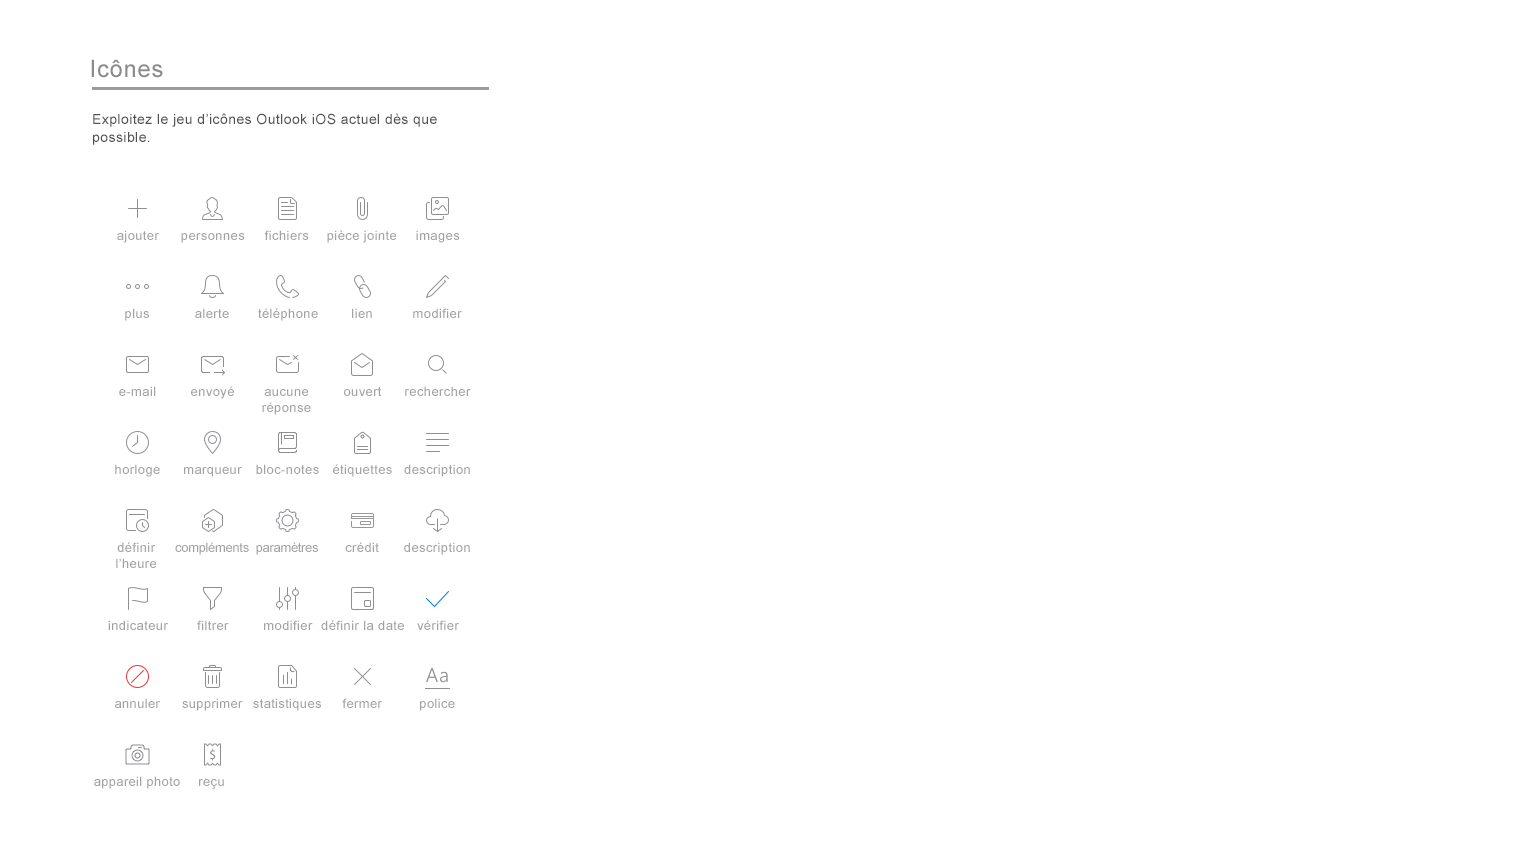 Icônes
Exploitez le jeu d’icônes Outlook iOS actuel dès que
possible.
ajouter personnes fichiers pièce jointe images
plus alerte téléphone lien modifier
e-mail envoyé aucune réponse ouvert rechercher
horloge marqueur bloc-notes étiquettes description
définir l’heure compléments paramètres crédit description
indicateur filtrer modifier définir la date vérifier
Aa
annuler supprimer statistiques fermer police
$
appareil photo reçu